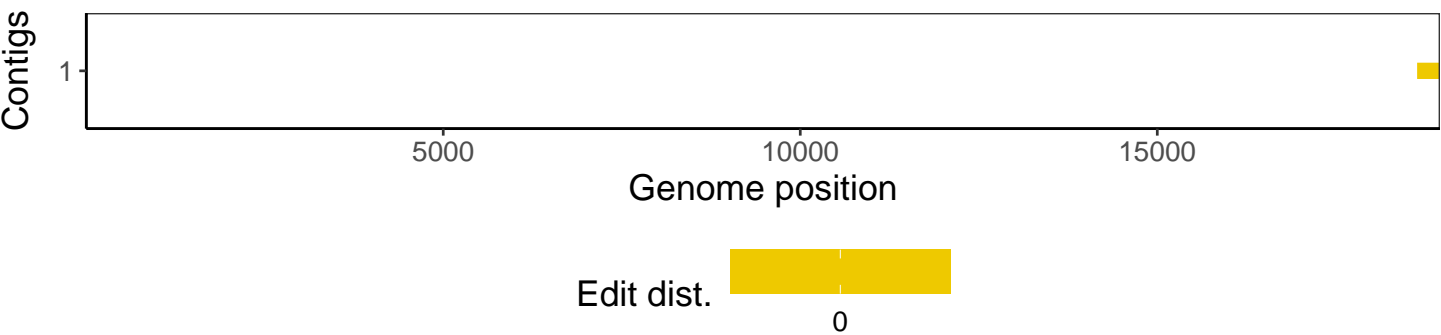 Contigs
1
5000 10000 15000
Genome position
Edit dist.
0